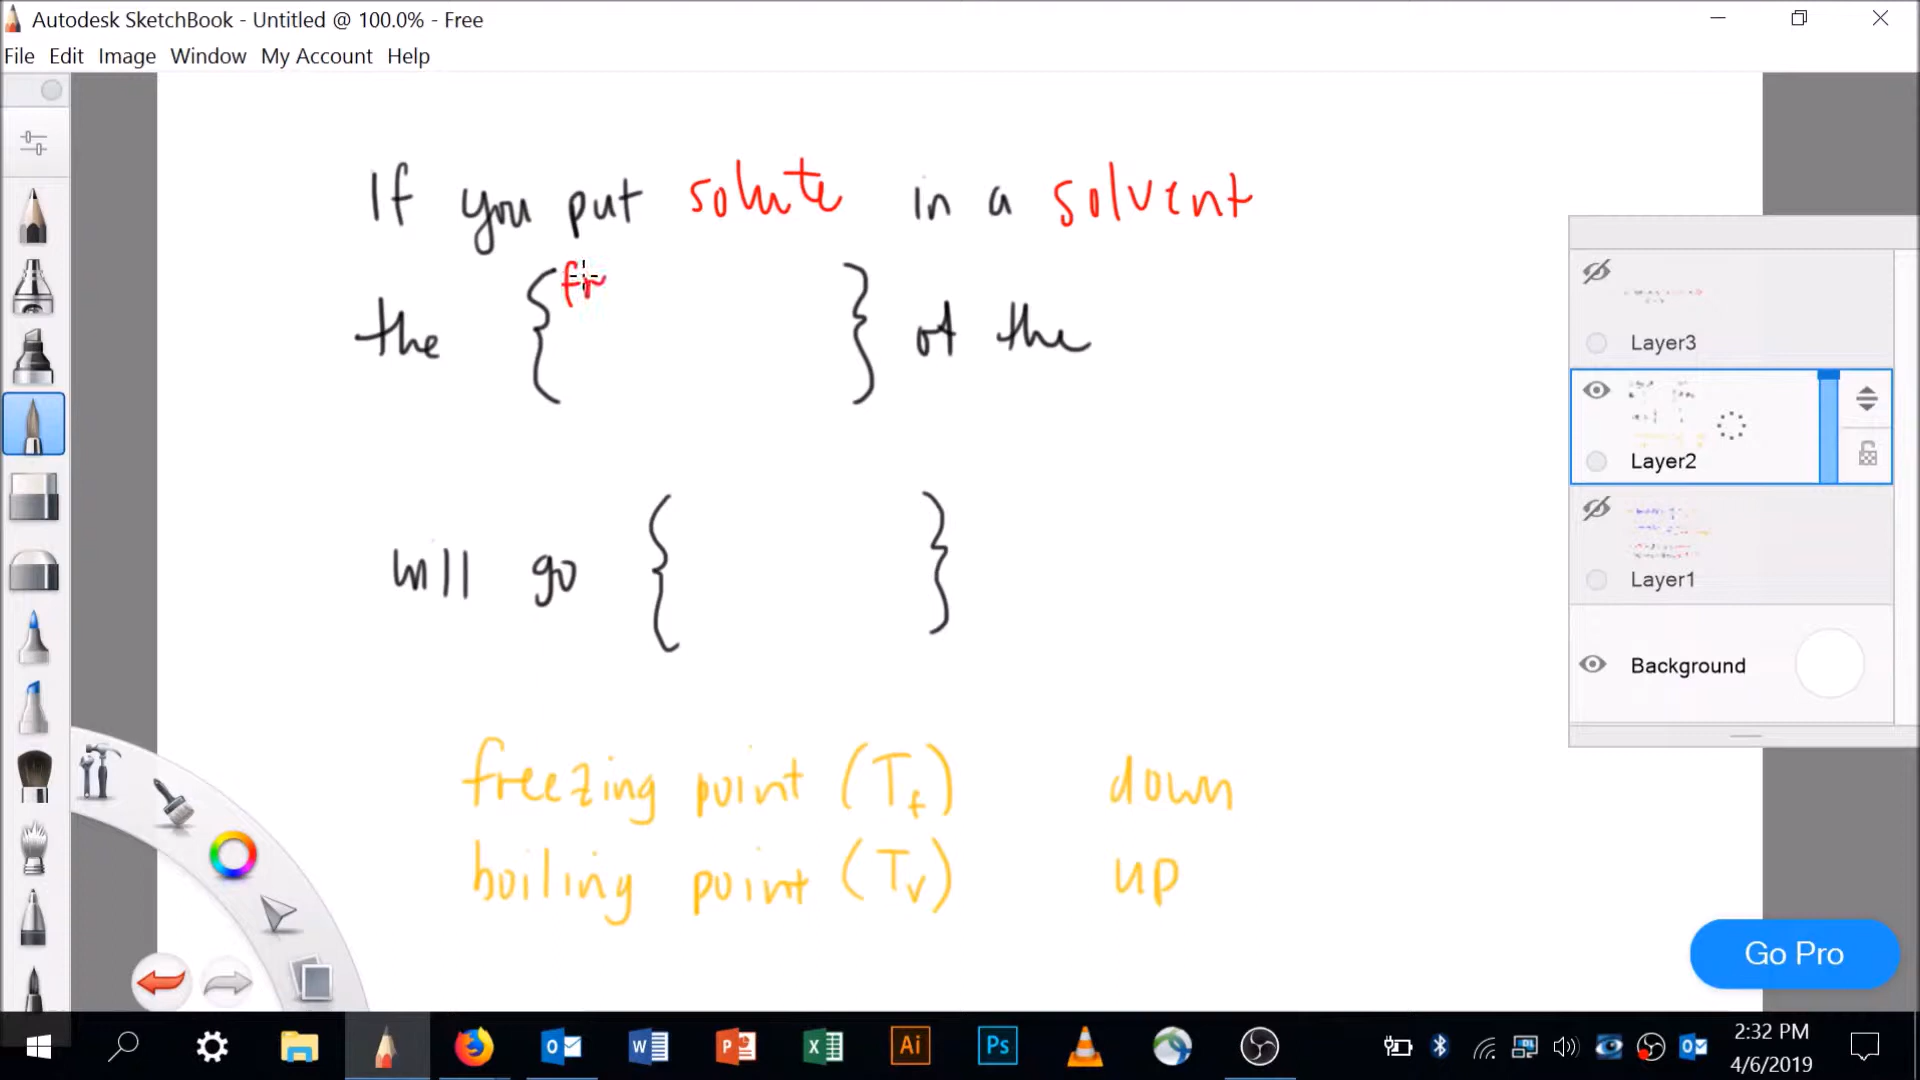 Autodesk SketchBook - Untitled @ 100.0% - Free
File Edit Image Window My Account Help
If you put solute in a solvent
the { fr } of the
will go { }
freezing point (Tf) down
boiling point (Tv) up
Layer3
Layer2
Layer1
Background
Go Pro
2:32 PM
4/6/2019